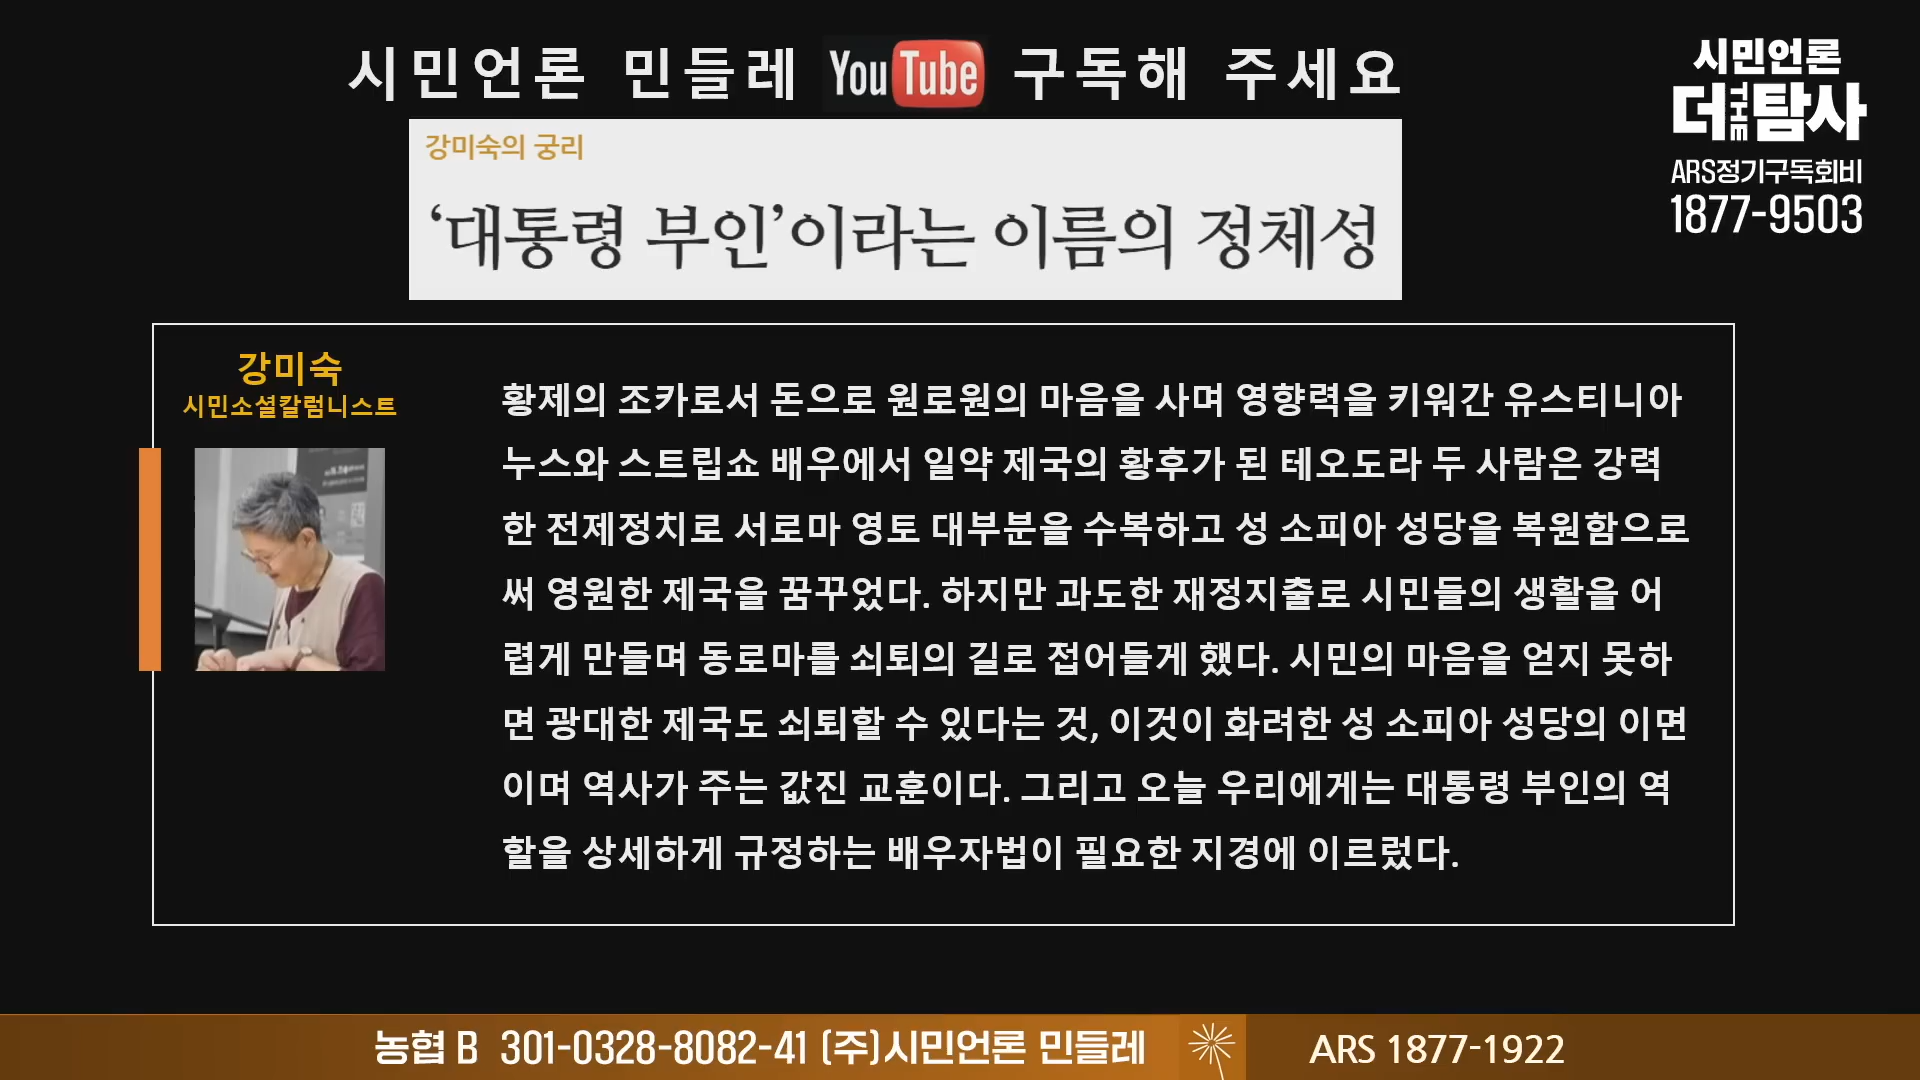 시민언론 민들레 YouTube 구독해 주세요
시민언론
더탐사
THE
ARS정기구독회비
1877-9503
강미숙의 궁리
‘대통령 부인’이라는 이름의 정체성
강미숙
시민소셜칼럼니스트
황제의 조카로서 돈으로 원로원의 마음을 사며 영향력을 키워간 유스티니아
누스와 스트립쇼 배우에서 일약 제국의 황후가 된 테오도라 두 사람은 강력
한 전제정치로 서로마 영토 대부분을 수복하고 성 소피아 성당을 복원함으로
써 영원한 제국을 꿈꾸었다. 하지만 과도한 재정지출로 시민들의 생활을 어
렵게 만들며 동로마를 쇠퇴의 길로 접어들게 했다. 시민의 마음을 얻지 못하
면 광대한 제국도 쇠퇴할 수 있다는 것, 이것이 화려한 성 소피아 성당의 이면
이며 역사가 주는 값진 교훈이다. 그리고 오늘 우리에게는 대통령 부인의 역
할을 상세하게 규정하는 배우자법이 필요한 지경에 이르렀다.
농협 B 301-0328-8082-41 (주)시민언론 민들레
ARS 1877-1922